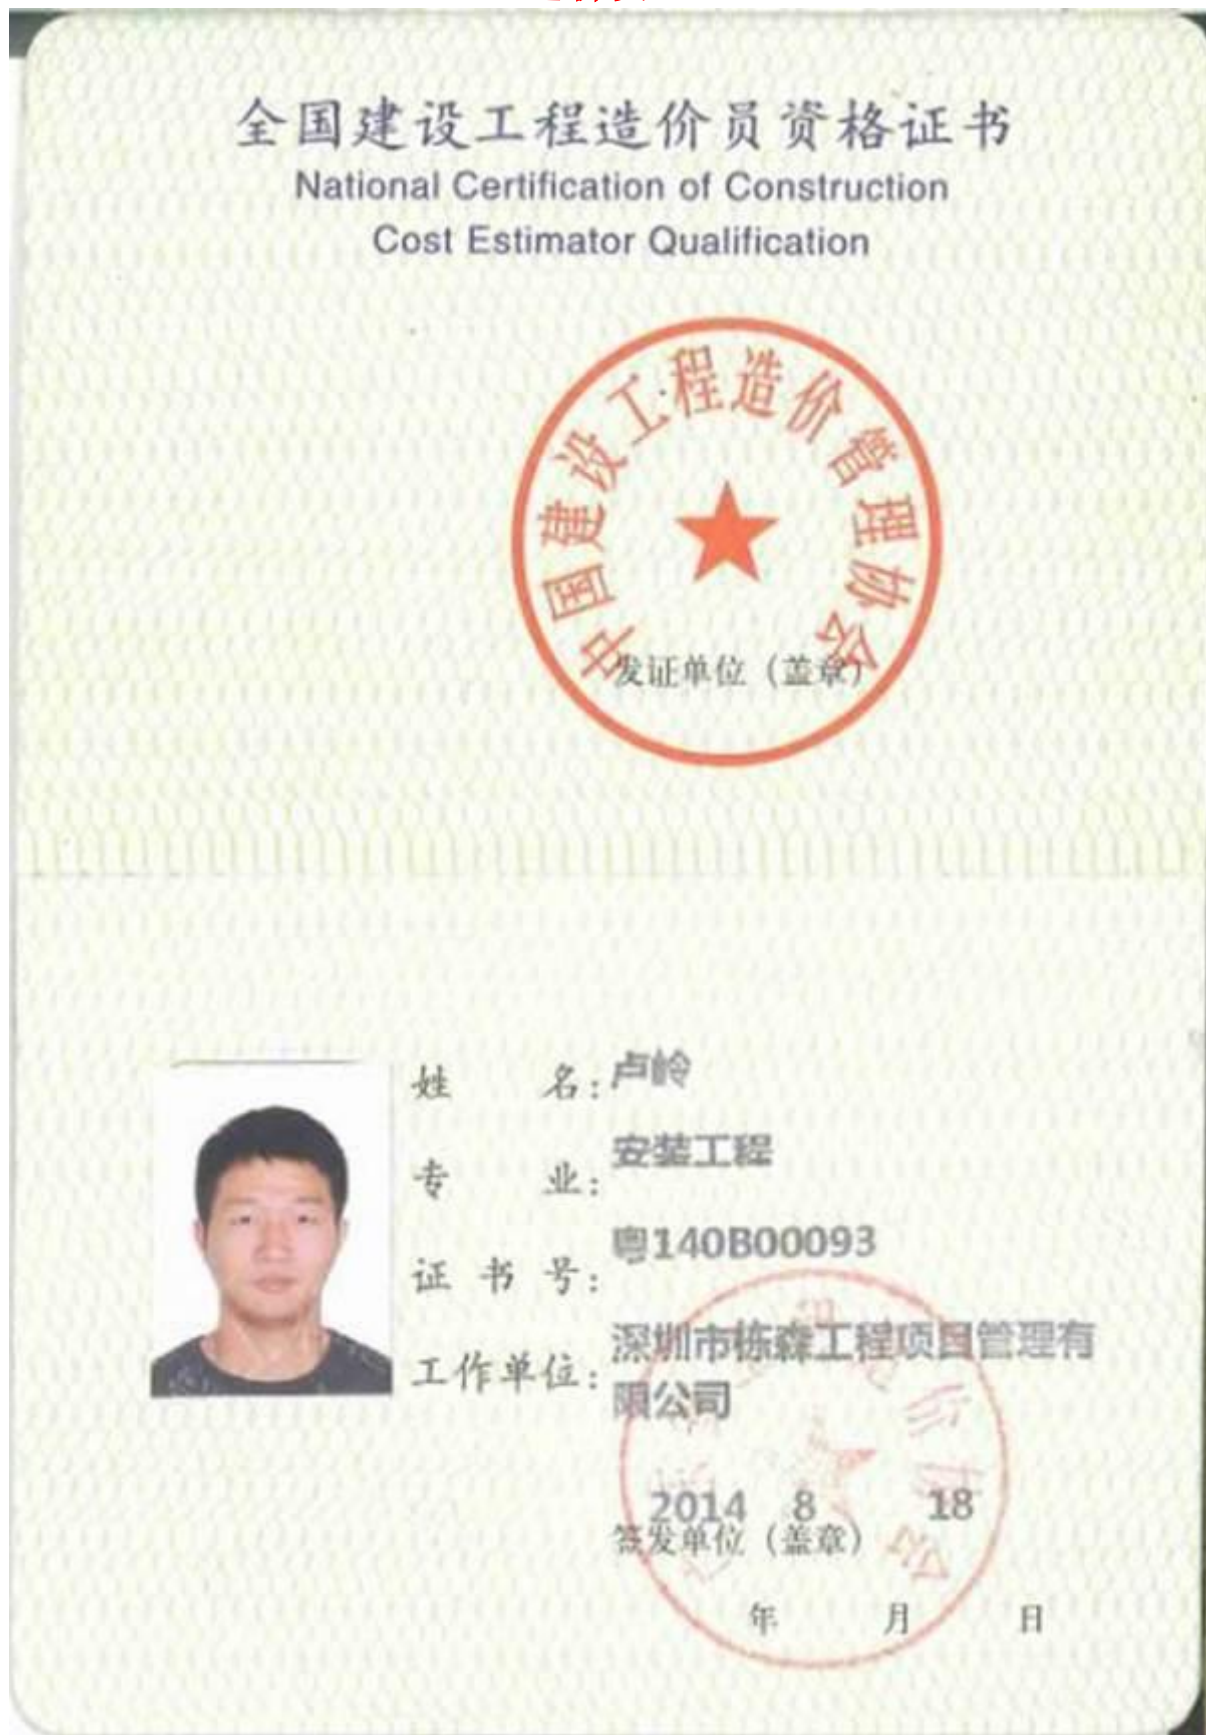 全国建设工程造价员资格证书
National Certification of Construction
Cost Estimator Qualification
中国建设工程造价管理协会
发证单位（盖章）
姓 名：卢岭
专 业：安装工程
证 书 号：粤140B00093
工作单位：深圳市栋森工程项目管理有
限公司
2014 8 18
签发单位（盖章）
年 月 日